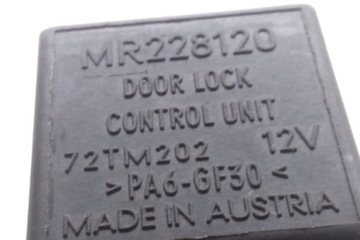 MR228120
DOOR LOCK
CONTROL UNIT
72TM202 12V
>PA6-GF30<
MADE IN AUSTRIA